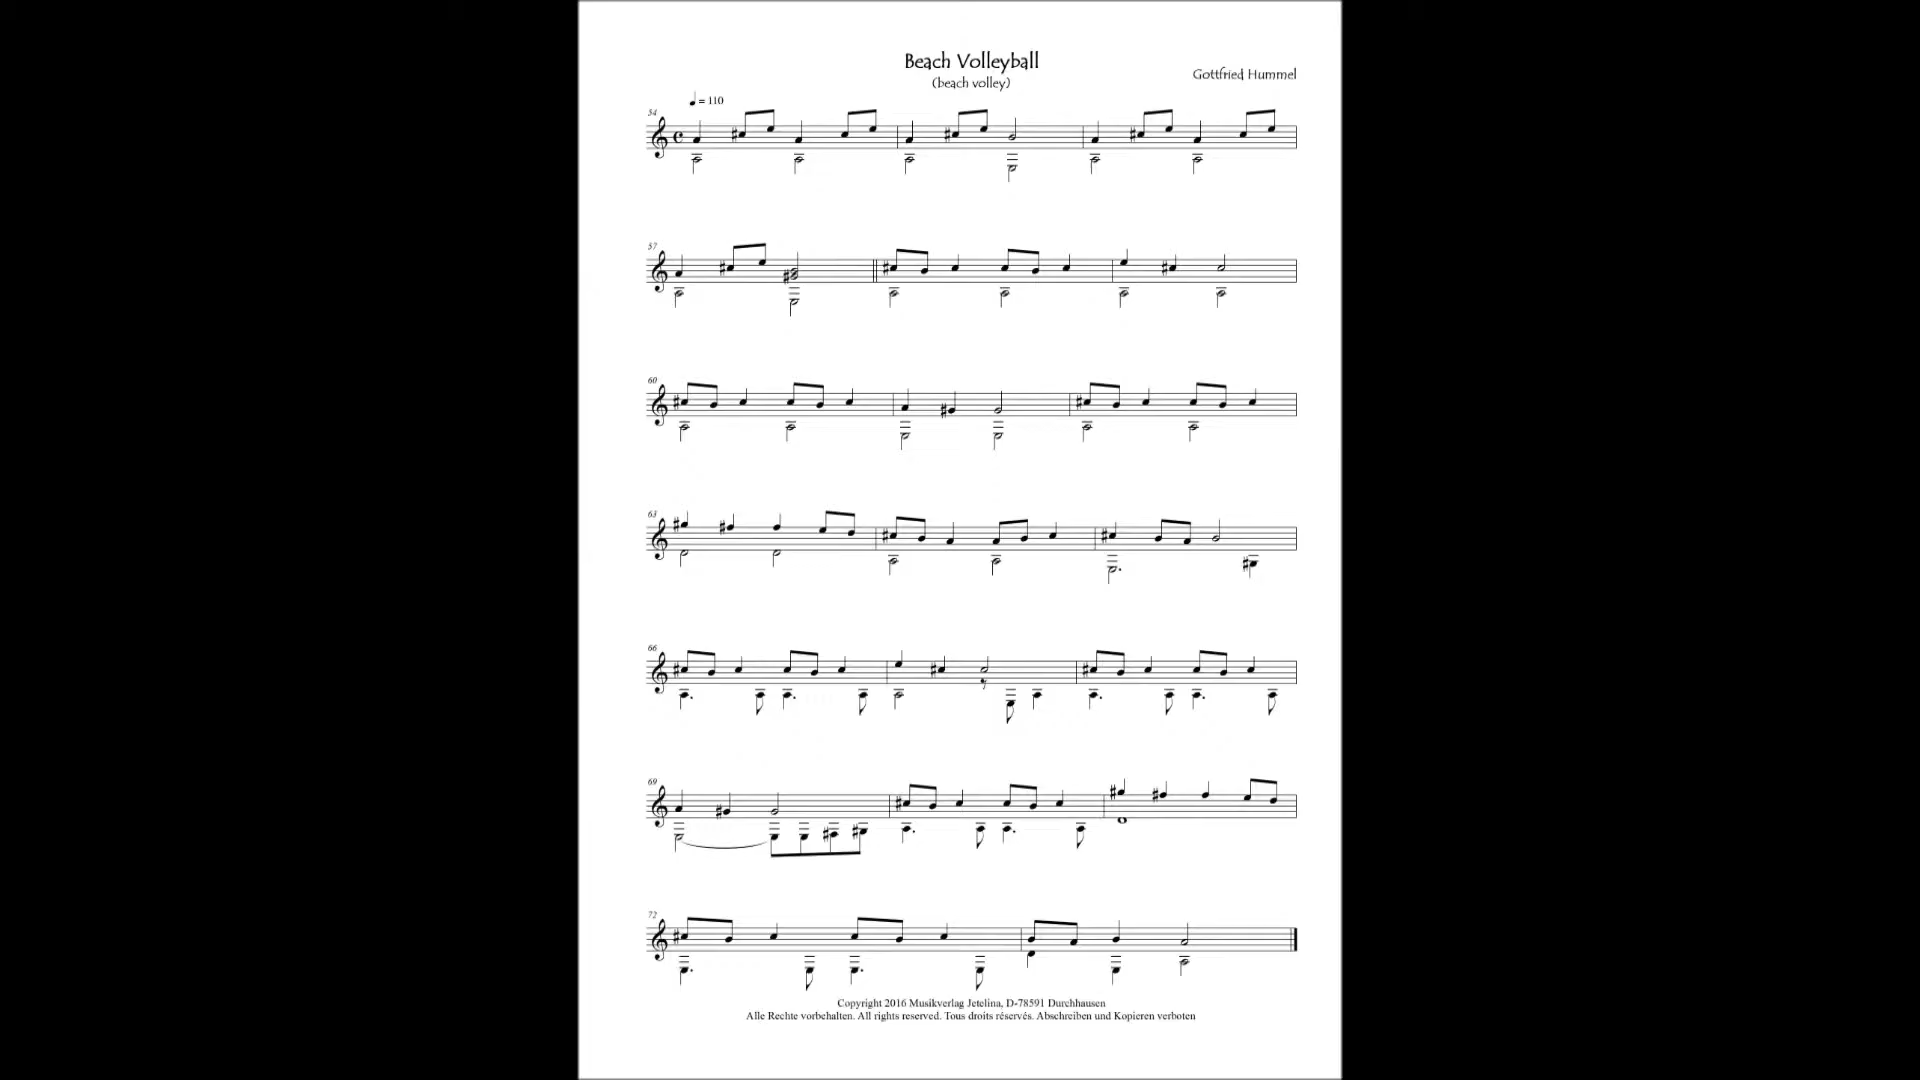 Beach Volleyball
(beach volley)
Gottfried Hummel
= 110
54
57
60
63
66
69
72
Copyright 2016 Musikverlag Jetelina, D-78591 Durchhausen
Alle Rechte vorbehalten. All rights reserved. Tous droits réservés. Abschreiben und Kopieren verboten